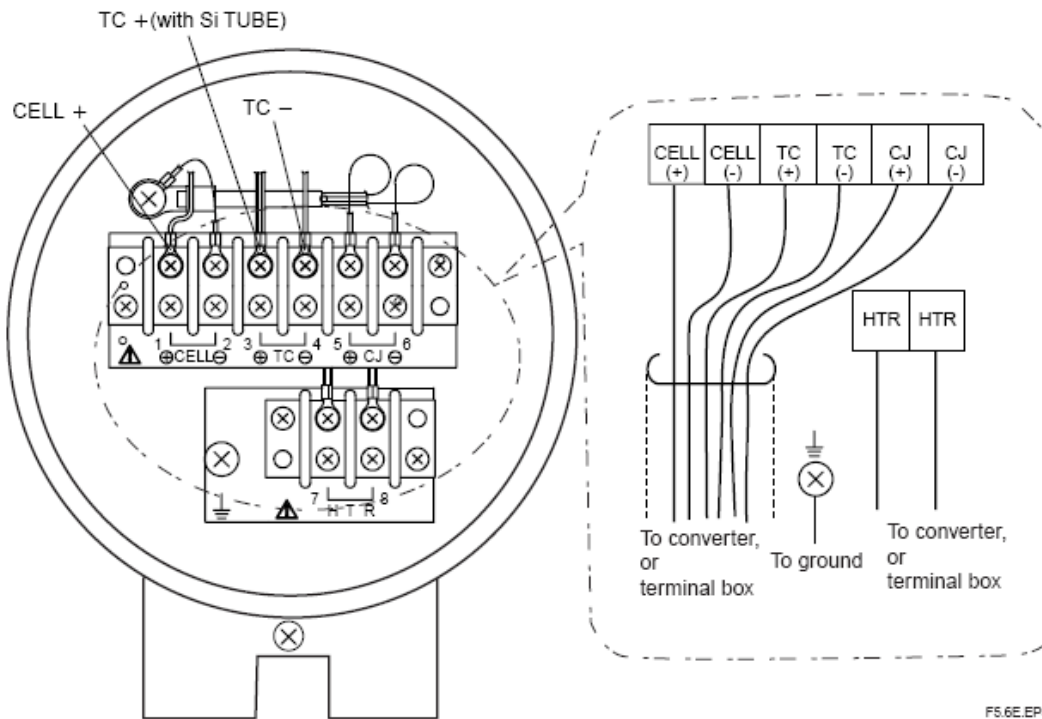 TC +(with Si TUBE)
CELL +
TC −
1 2 3 4 5 6
⊕CELL⊖ ⊕ TC ⊖ ⊕ CJ ⊖
7 8
H T R
CELL (+)
CELL (-)
TC (+)
TC (-)
CJ (+)
CJ (-)
HTR HTR
To converter,
or
terminal box
To ground
To converter,
or
terminal box
F5.6E.EP